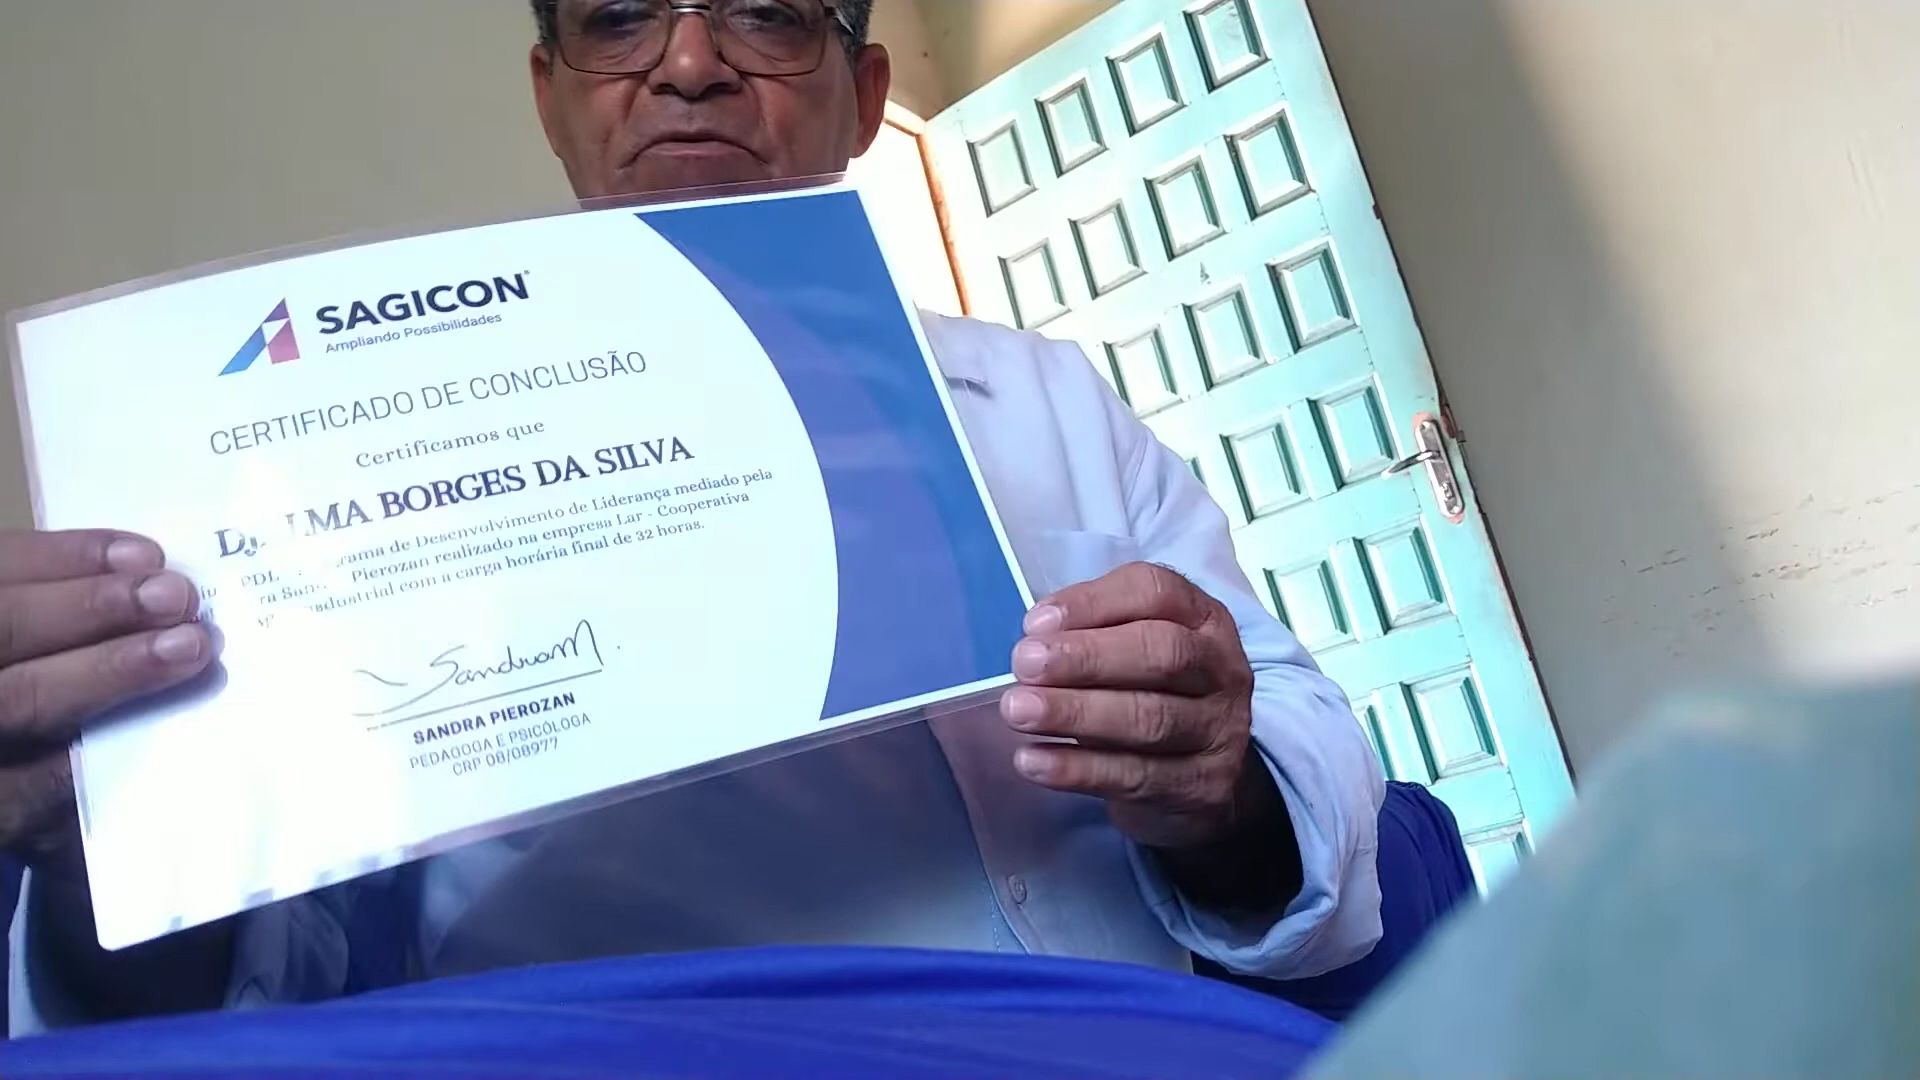 SAGICON
Ampliando Possibilidades
CERTIFICADO DE CONCLUSÃO
Certificamos que
BORGES DA SILVA
de Desenvolvimento de Liderança mediado pela
Pierozan realizado na empresa Lar - Cooperativa
com a carga horária final de 32 horas.
SANDRA PIEROZAN
PEDAGOGA E PSICÓLOGA
CRP 08/08977